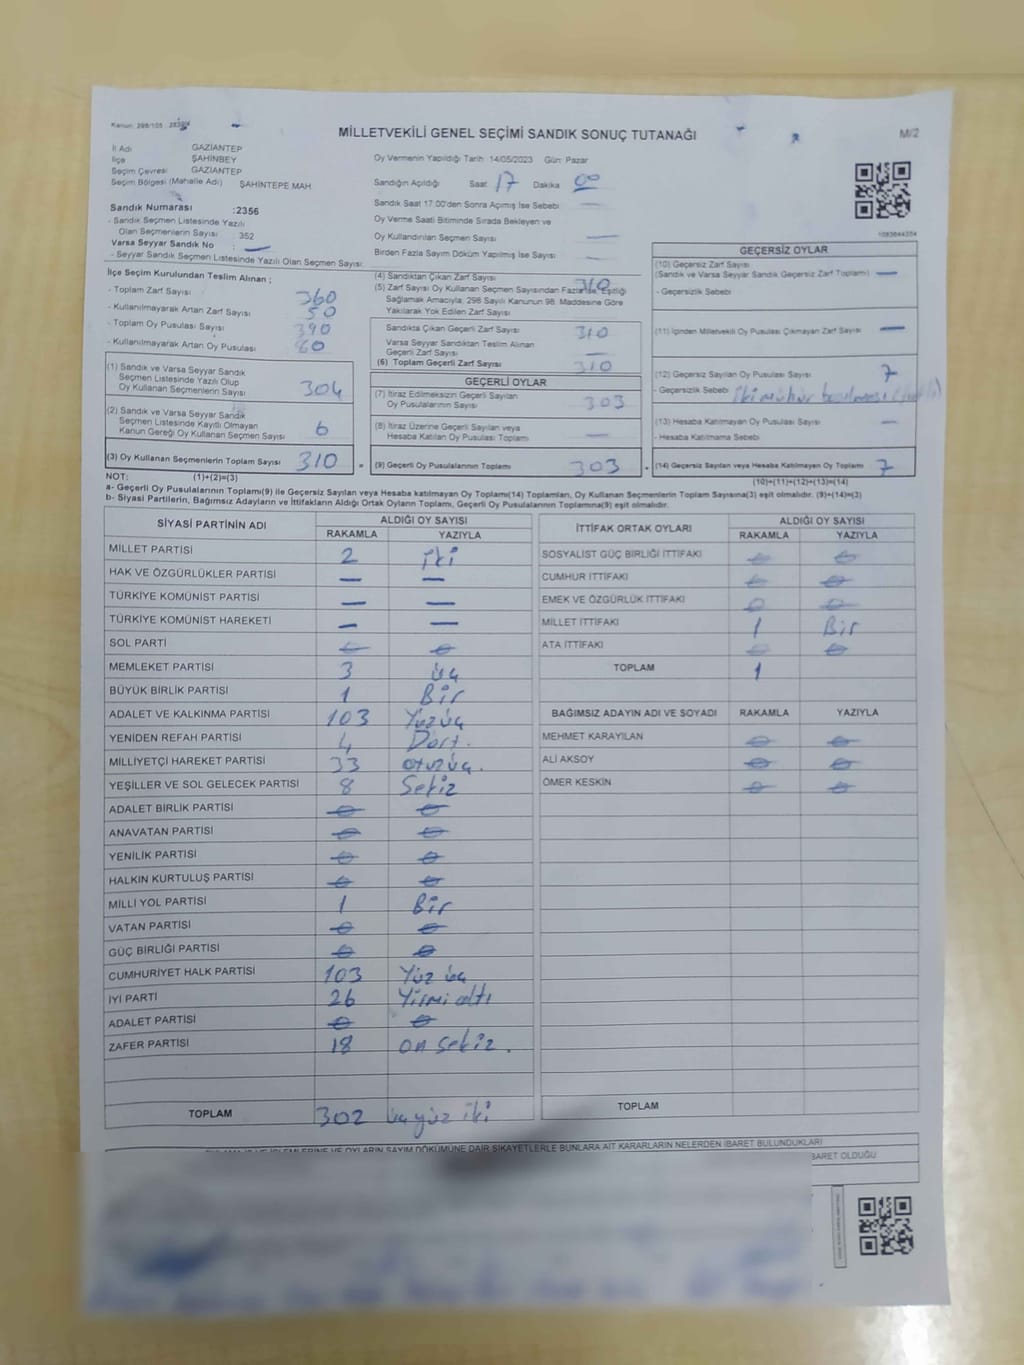 MİLLETVEKİLİ GENEL SEÇİMİ SANDIK SONUÇ TUTANAĞI
M/2
İl Adı GAZİANTEP
İlçe ŞAHİNBEY
Seçim Çevresi GAZİANTEP
Seçim Bölgesi (Mahalle Adı) ŞAHİNTEPE MAH
Sandık Numarası :2356
- Sandık Seçmen Listesinde Yazılı
Olan Seçmenlerin Sayısı : 352
Varsa Seyyar Sandık No : —
- Seyyar Sandık Listesinde Yazılı Olan Seçmen Sayısı:
Oy Vermenin Yapıldığı Tarih 14/05/2023 Gün: Pazar
Sandığın Açıldığı Saat 17 Dakika 00
Sandık Saat 17:00'den Sonra Açılmış İse Sebebi —
Oy Verme Saati Bitiminde Sırada Bekleyen ve
Oy Kullandırılan Seçmen Sayısı —
Birden Fazla Sayım Döküm Yapılmış İse Sayısı —
1083644354
İlçe Seçim Kurulundan Teslim Alınan ;
- Toplam Zarf Sayısı 360
- Kullanılmayarak Artan Zarf Sayısı 50
- Toplam Oy Pusulası Sayısı 390
- Kullanılmayarak Artan Oy Pusulası 80
(1) Sandık ve Varsa Seyyar Sandık
Seçmen Listesinde Yazılı Olup
Oy Kullanan Seçmenlerin Sayısı 304
(2) Sandık ve Varsa Seyyar Sandık
Seçmen Listesinde Kayıtlı Olmayan
Kanun Gereği Oy Kullanan Seçmen Sayısı 6
(3) Oy Kullanan Seçmenlerin Toplam Sayısı 310
(4) Sandıktan Çıkan Zarf Sayısı 310
(5) Zarf Sayısı Oy Kullanan Seçmen Sayısından Fazla İse, Eşitliği
Sağlamak Amacıyla, 298 Sayılı Kanunun 98. Maddesine Göre
Yakılarak Yok Edilen Zarf Sayısı
Sandıkta Çıkan Geçerli Zarf Sayısı 310
Varsa Seyyar Sandıktan Teslim Alınan
Geçerli Zarf Sayısı —
(6) Toplam Geçerli Zarf Sayısı 310
GEÇERLİ OYLAR
(7) İtiraz Edilmeksizin Geçerli Sayılan
Oy Pusulalarının Sayısı 303
(8) İtiraz Üzerine Geçerli Sayılan veya
Hesaba Katılan Oy Pusulası Toplamı —
(9) Geçerli Oy Pusulalarının Toplamı 303
GEÇERSİZ OYLAR
(10) Geçersiz Zarf Sayısı
(Sandık ve Varsa Seyyar Sandık Geçersiz Zarf Toplamı) —
- Geçersizlik Sebebi
(11) İçinden Milletvekili Oy Pusulası Çıkmayan Zarf Sayısı —
(12) Geçersiz Sayılan Oy Pusulası Sayısı 7
- Geçersizlik Sebebi iki mühür basılması
(13) Hesaba Katılmayan Oy Pusulası Sayısı —
- Hesaba Katılmama Sebebi
(14) Geçersiz Sayılan veya Hesaba Katılmayan Oy Toplamı 7
NOT: (1)+(2)=(3)
(10)+(11)+(12)+(13)=(14)
a- Geçerli Oy Pusulalarının Toplamı(9) ile Geçersiz Sayılan veya Hesaba katılmayan Oy Toplamı(14) Toplamları, Oy Kullanan Seçmenlerin Toplam Sayısına(3) eşit olmalıdır. (9)+(14)=(3)
b- Siyasi Partilerin, Bağımsız Adayların ve İttifakların Aldığı Ortak Oyların Toplamı, Geçerli Oy Pusulalarının Toplamına(9) eşit olmalıdır.
SİYASİ PARTİNİN ADI ALDIĞI OY SAYISI
RAKAMLA YAZIYLA
MİLLET PARTİSİ 2 iki
HAK VE ÖZGÜRLÜKLER PARTİSİ — —
TÜRKİYE KOMÜNİST PARTİSİ — —
TÜRKİYE KOMÜNİST HAREKETİ — —
SOL PARTİ
MEMLEKET PARTİSİ 3 üç
BÜYÜK BİRLİK PARTİSİ 1 Bir
ADALET VE KALKINMA PARTİSİ 103 Yüzüç
YENİDEN REFAH PARTİSİ 4 Dört.
MİLLİYETÇİ HAREKET PARTİSİ 33 otuzüç.
YEŞİLLER VE SOL GELECEK PARTİSİ 8 Sekiz
ADALET BİRLİK PARTİSİ
ANAVATAN PARTİSİ
YENİLİK PARTİSİ
HALKIN KURTULUŞ PARTİSİ
MİLLİ YOL PARTİSİ 1 Bir
VATAN PARTİSİ
GÜÇ BİRLİĞİ PARTİSİ
CUMHURİYET HALK PARTİSİ 103 Yüz üç
İYİ PARTİ 26 Yirmi altı
ADALET PARTİSİ
ZAFER PARTİSİ 18 on sekiz.
TOPLAM 302 üç yüz iki
İTTİFAK ORTAK OYLARI ALDIĞI OY SAYISI
RAKAMLA YAZIYLA
SOSYALİST GÜÇ BİRLİĞİ İTTİFAKI
CUMHUR İTTİFAKI
EMEK VE ÖZGÜRLÜK İTTİFAKI
MİLLET İTTİFAKI 1 Bir
ATA İTTİFAKI
TOPLAM 1
BAĞIMSIZ ADAYIN ADI VE SOYADI RAKAMLA YAZIYLA
MEHMET KARAYILAN
ALİ AKSOY
ÖMER KESKİN
TOPLAM
İŞLEMLERİNE VE OYLARIN SAYIM DÖKÜMÜNE DAİR ŞİKAYETLERLE BUNLARA AİT KARARLARIN NELERDEN İBARET BULUNDUKLARI
İBARET OLDUĞU